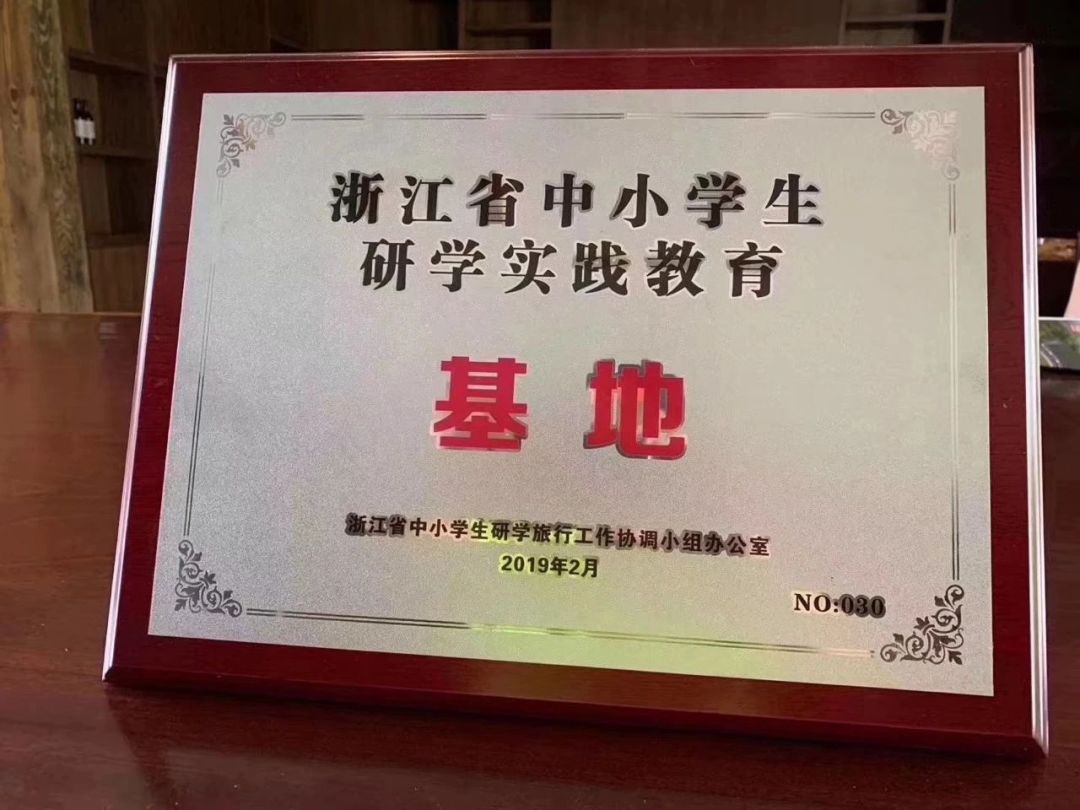 浙江省中小学生
研学实践教育
基地
浙江省中小学生研学旅行工作协调小组办公室
2019年2月
NO:030